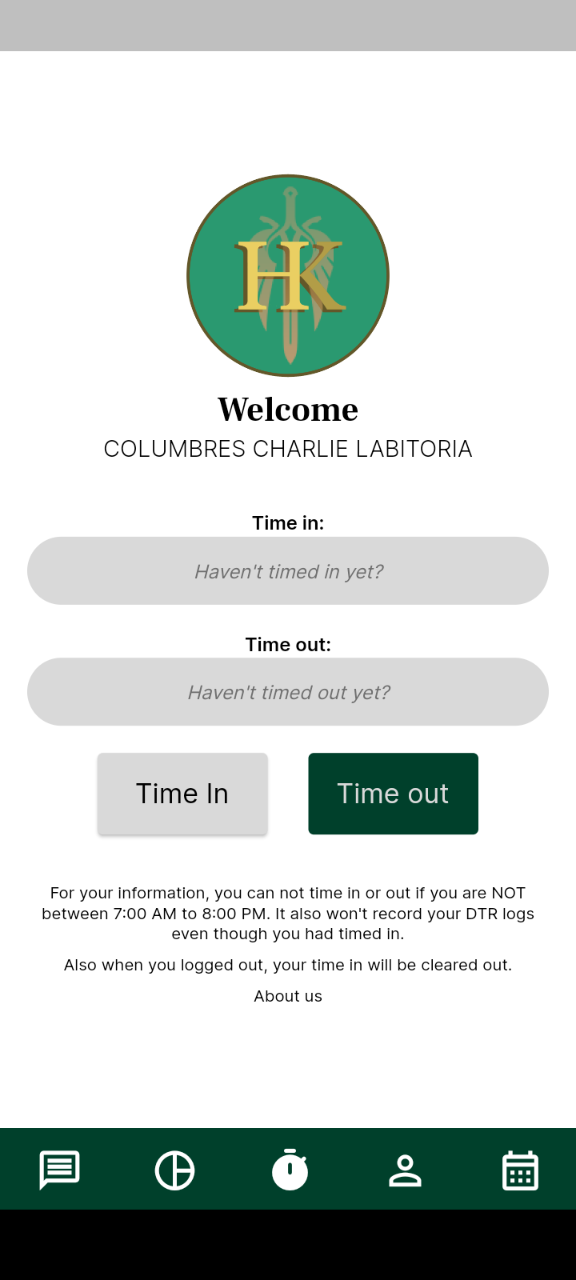 HK
Welcome
COLUMBRES CHARLIE LABITORIA
Time in:
Haven't timed in yet?
Time out:
Haven't timed out yet?
Time In
Time out
For your information, you can not time in or out if you are NOT
between 7:00 AM to 8:00 PM. It also won't record your DTR logs
even though you had timed in.
Also when you logged out, your time in will be cleared out.
About us